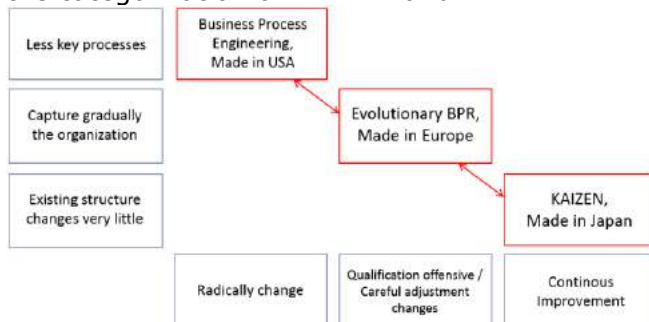 Less key processes
Business Process
Engineering,
Made in USA
Capture gradually
the organization
Evolutionary BPR,
Made in Europe
Existing structure
changes very little
KAIZEN,
Made in Japan
Radically change
Qualification offensive /
Careful adjustment
changes
Continous
Improvement